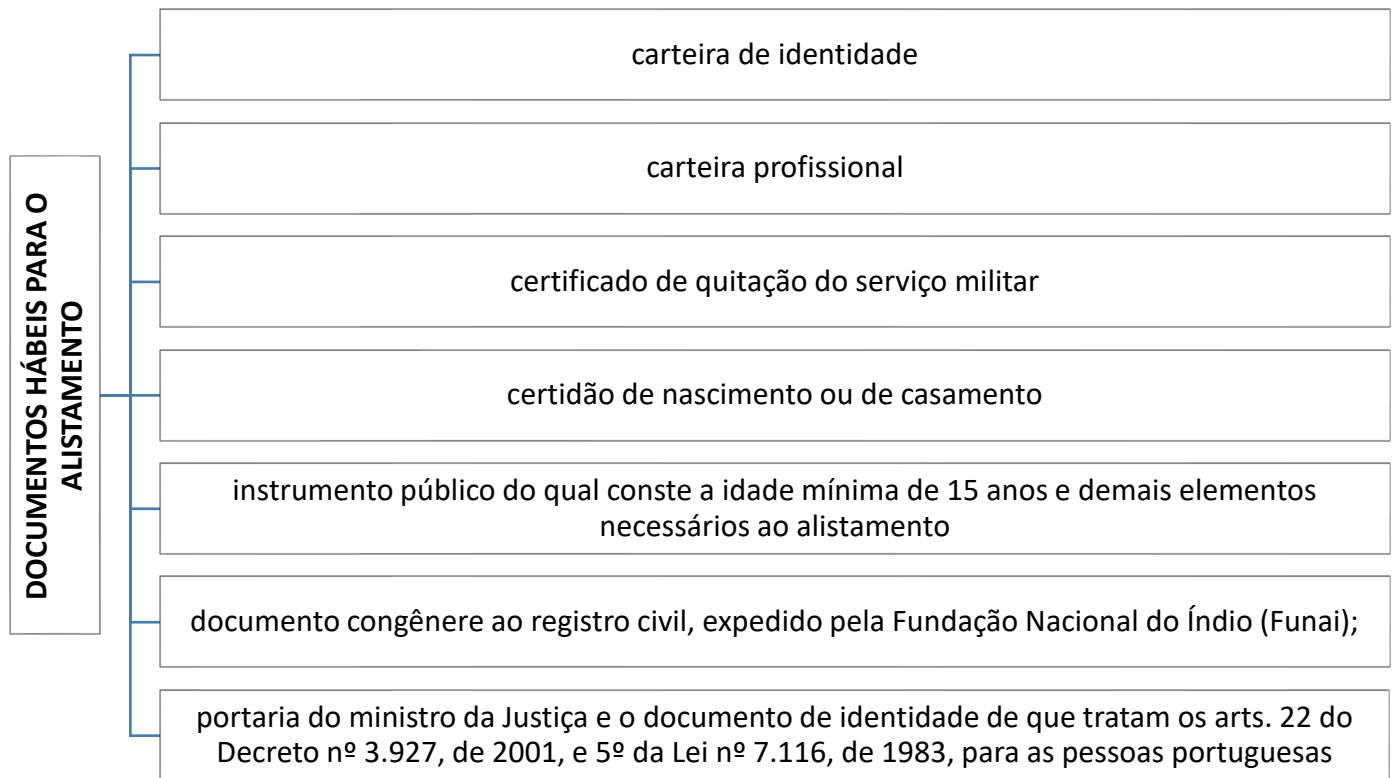 DOCUMENTOS HÁBEIS PARA O
ALISTAMENTO
carteira de identidade
carteira profissional
certificado de quitação do serviço militar
certidão de nascimento ou de casamento
instrumento público do qual conste a idade mínima de 15 anos e demais elementos
necessários ao alistamento
documento congênere ao registro civil, expedido pela Fundação Nacional do Índio (Funai);
portaria do ministro da Justiça e o documento de identidade de que tratam os arts. 22 do
Decreto nº 3.927, de 2001, e 5º da Lei nº 7.116, de 1983, para as pessoas portuguesas